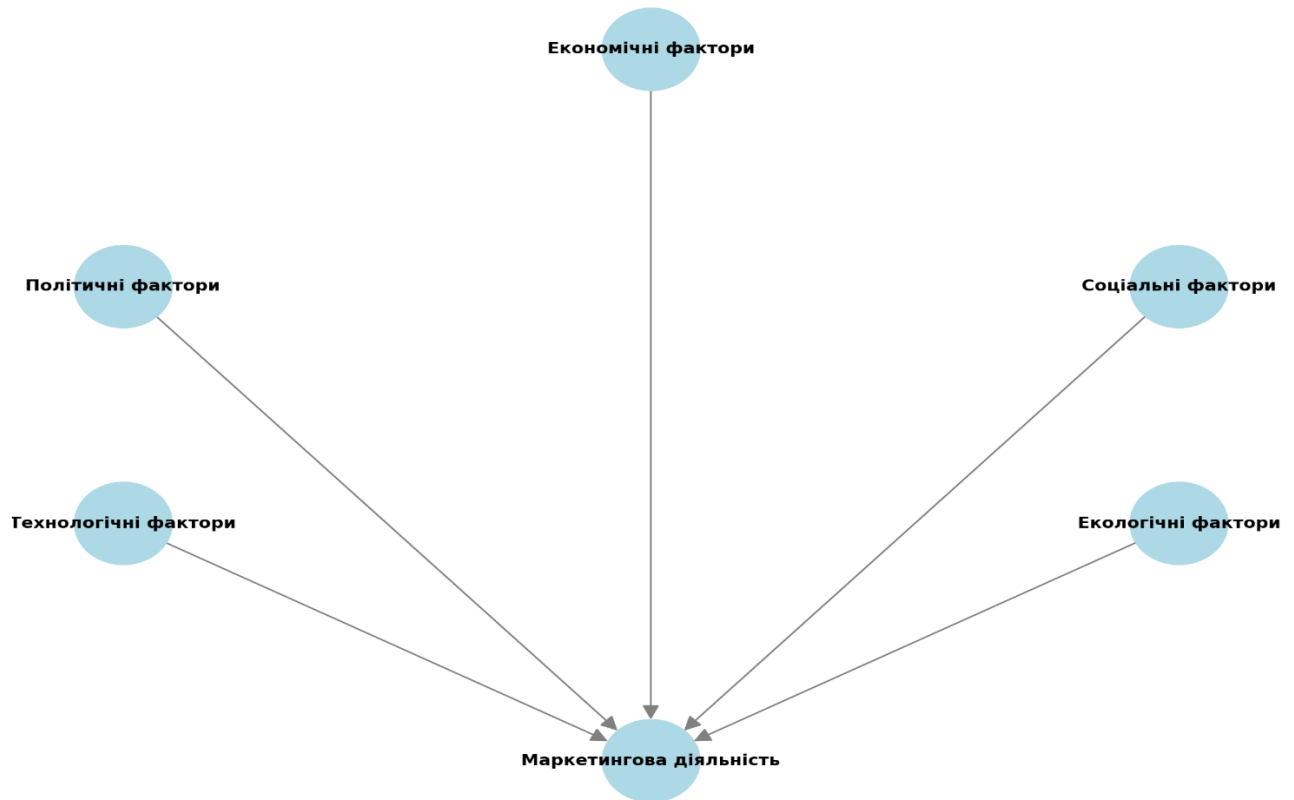 Економічні фактори
Політичні фактори
Соціальні фактори
Технологічні фактори
Екологічні фактори
Маркетингова діяльність